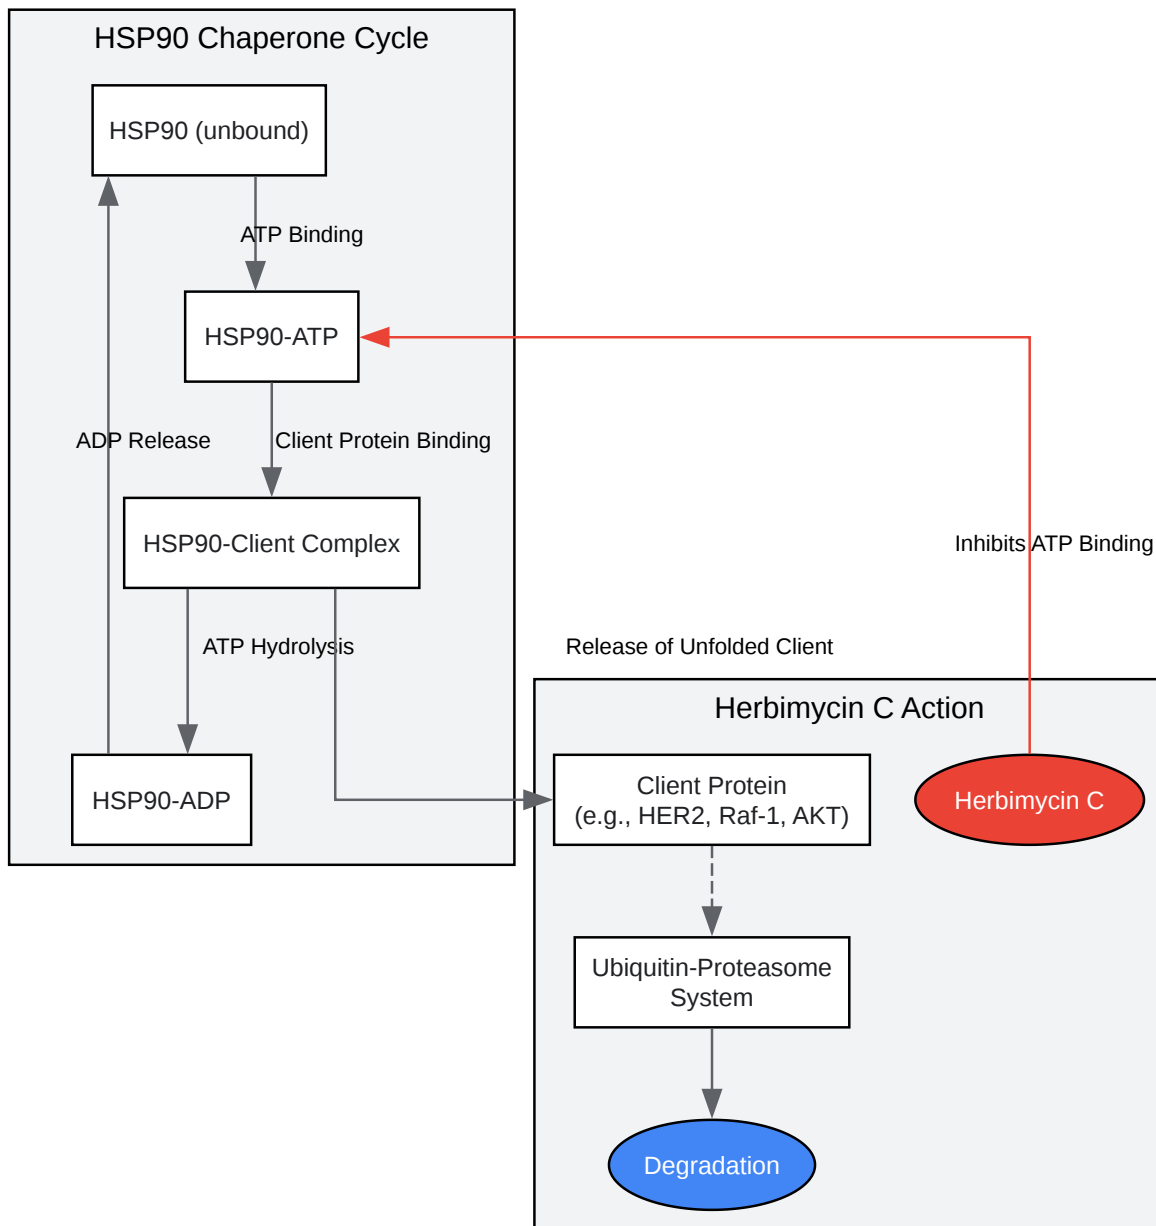 HSP90 Chaperone Cycle
HSP90 (unbound)
ATP Binding
HSP90-ATP
ADP Release
Client Protein Binding
HSP90-Client Complex
Inhibits ATP Binding
ATP Hydrolysis
Release of Unfolded Client
Herbimycin C Action
HSP90-ADP
Client Protein
(e.g., HER2, Raf-1, AKT)
Herbimycin C
Ubiquitin-Proteasome
System
Degradation